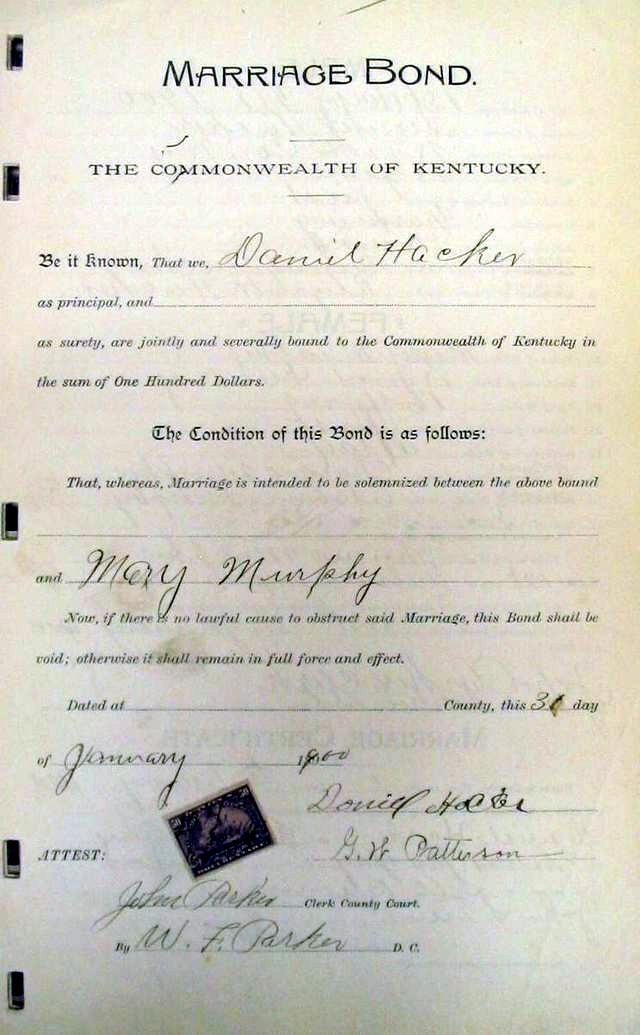 MARRIAGE BOND.
THE COMMONWEALTH OF KENTUCKY.
Be it Known, That we, Daniel Hacker
as principal, and
as surety, are jointly and severally bound to the Commonwealth of Kentucky in
the sum of One Hundred Dollars.
The Condition of this Bond is as follows:
That, whereas, Marriage is intended to be solemnized between the above bound
and Mary Murphy
Now, if there is no lawful cause to obstruct said Marriage, this Bond shall be
void; otherwise it shall remain in full force and effect.
Dated at County, this 31 day
of January 1900
Daniel Hacker
G. W Patterson
ATTEST:
John Parker Clerk County Court.
By W. F. Parker D. C.